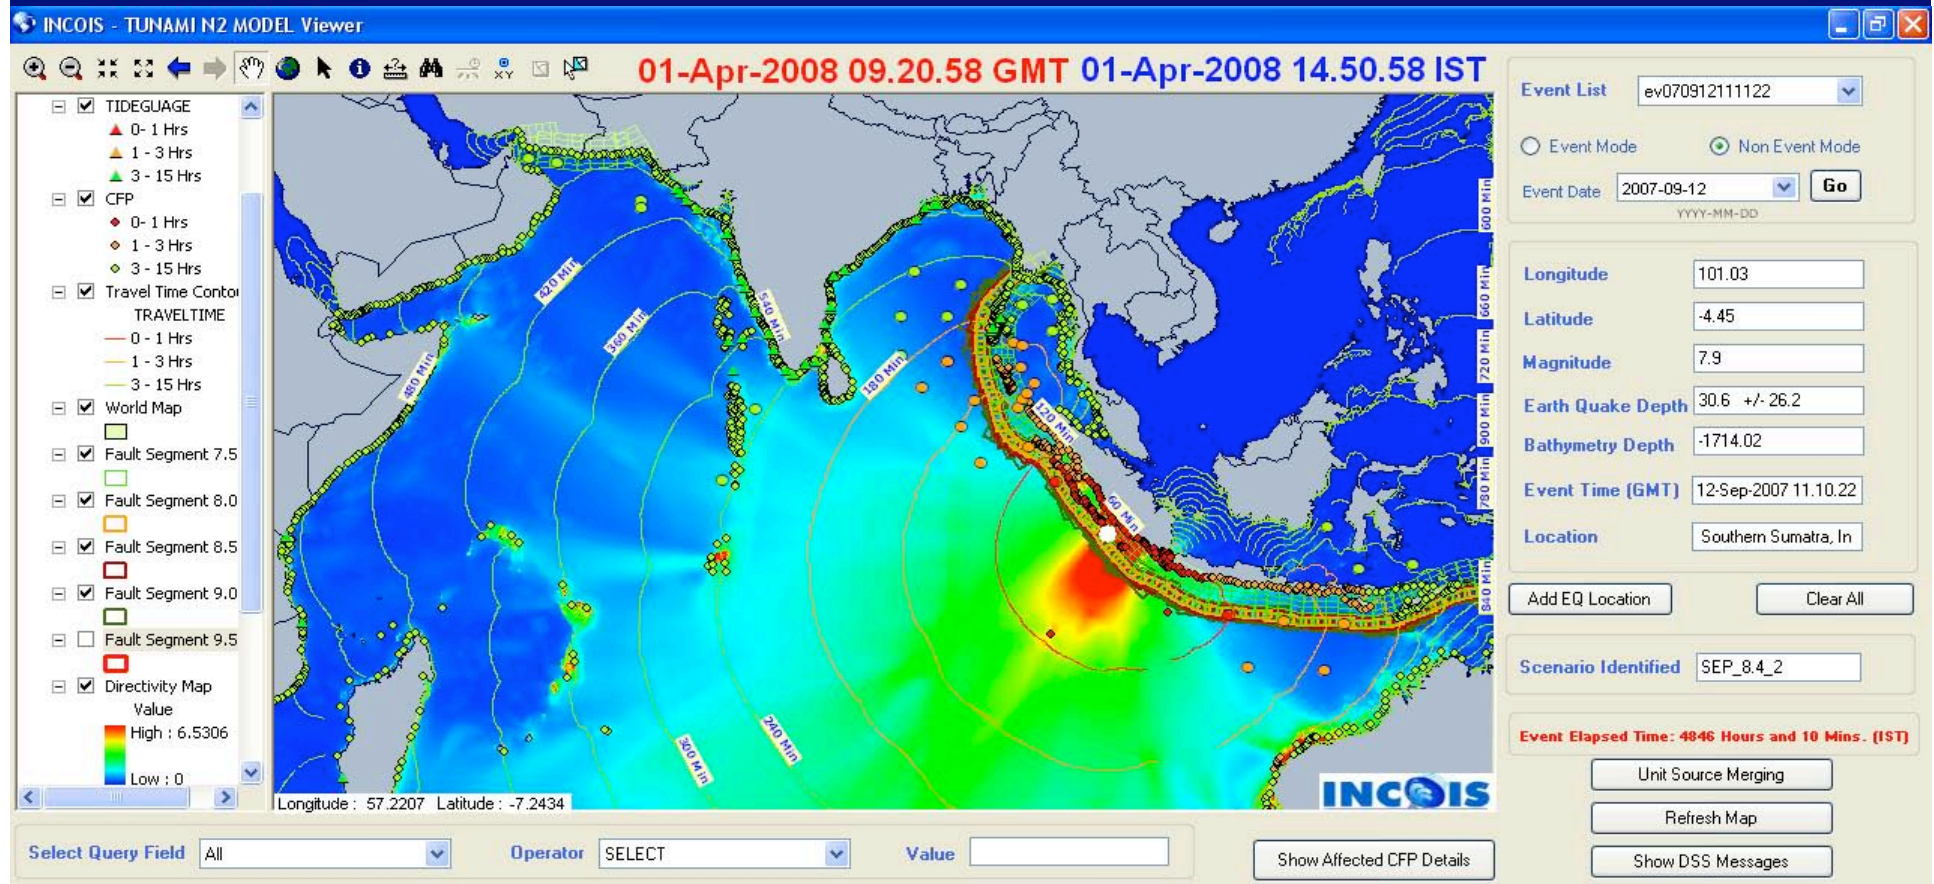 INCOIS - TUNAMI N2 MODEL Viewer
01-Apr-2008 09.20.58 GMT 01-Apr-2008 14.50.58 IST
TIDEGUAGE
0- 1 Hrs
1 - 3 Hrs
3 - 15 Hrs
CFP
0- 1 Hrs
1 - 3 Hrs
3 - 15 Hrs
Travel Time Contou
TRAVELTIME
0 - 1 Hrs
1 - 3 Hrs
3 - 15 Hrs
World Map
Fault Segment 7.5
Fault Segment 8.0
Fault Segment 8.5
Fault Segment 9.0
Fault Segment 9.5
Directivity Map
Value
High : 6.5306
Low : 0
420 Min
360 Min
480 Min
540 Min
180 Min
120 Min
60 Min
240 Min
300 Min
600 Min
660 Min
720 Min
900 Min
780 Min
840 Min
INCOIS
Longitude : 57.2207 Latitude : -7.2434
Event List ev070912111122
Event Mode Non Event Mode
Event Date 2007-09-12 Go
YYYY-MM-DD
Longitude 101.03
Latitude -4.45
Magnitude 7.9
Earth Quake Depth 30.6 +/- 26.2
Bathymetry Depth -1714.02
Event Time (GMT) 12-Sep-2007 11.10.22
Location Southern Sumatra, In
Add EQ Location Clear All
Scenario Identified SEP_8.4_2
Event Elapsed Time: 4846 Hours and 10 Mins. (IST)
Unit Source Merging
Refresh Map
Show DSS Messages
Select Query Field All Operator SELECT Value Show Affected CFP Details